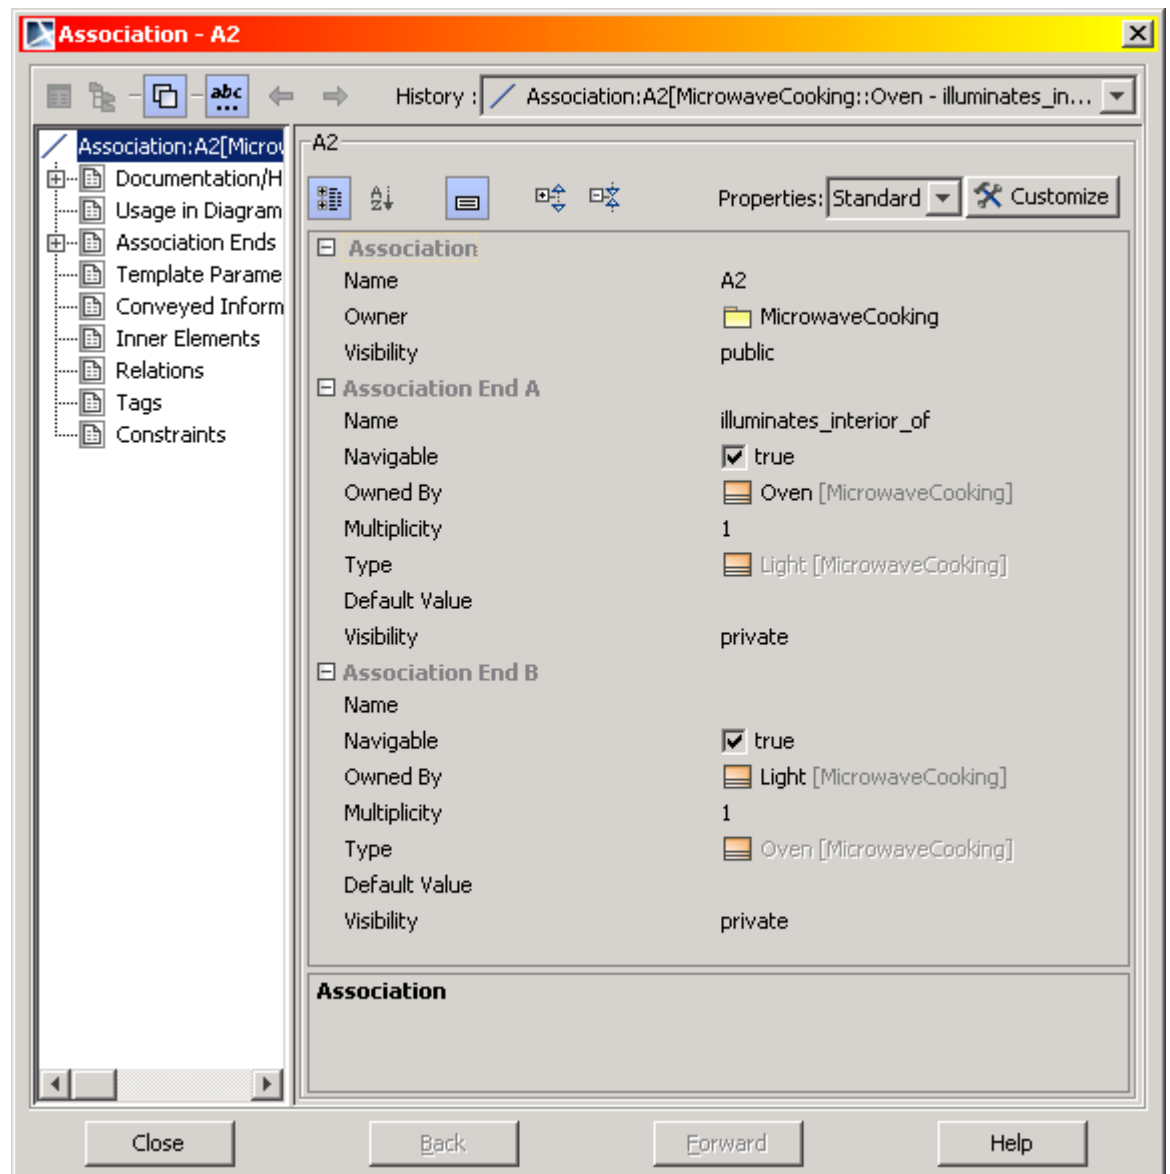 Association - A2
abc
History : Association:A2[MicrowaveCooking::Oven - illuminates_in...
Association:A2[Microw
Documentation/H
Usage in Diagram
Association Ends
Template Parame
Conveyed Inform
Inner Elements
Relations
Tags
Constraints
A2
A
Z
Properties: Standard Customize
Association
Name A2
Owner MicrowaveCooking
Visibility public
Association End A
Name illuminates_interior_of
Navigable true
Owned By Oven [MicrowaveCooking]
Multiplicity 1
Type Light [MicrowaveCooking]
Default Value
Visibility private
Association End B
Name
Navigable true
Owned By Light [MicrowaveCooking]
Multiplicity 1
Type Oven [MicrowaveCooking]
Default Value
Visibility private
Association
Close Back Forward Help